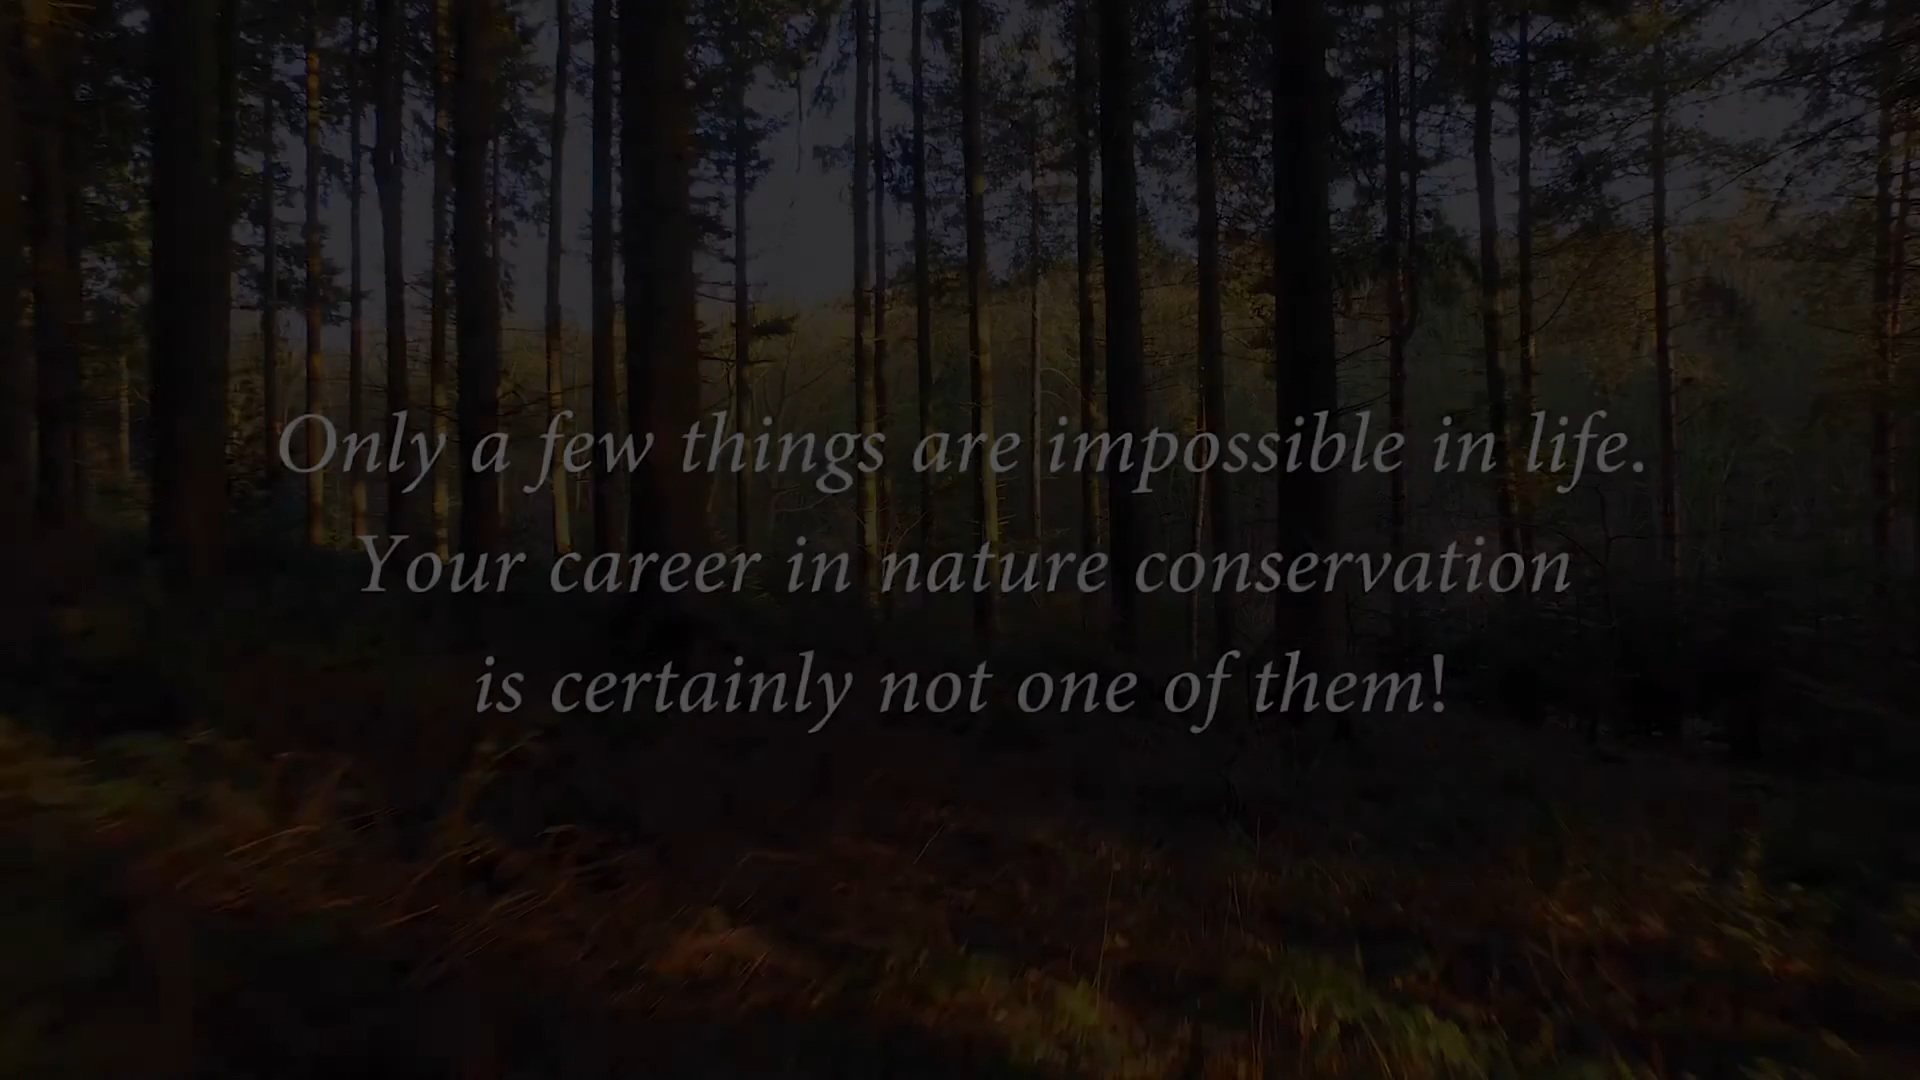 Only a few things are impossible in life.
Your career in nature conservation
is certainly not one of them!